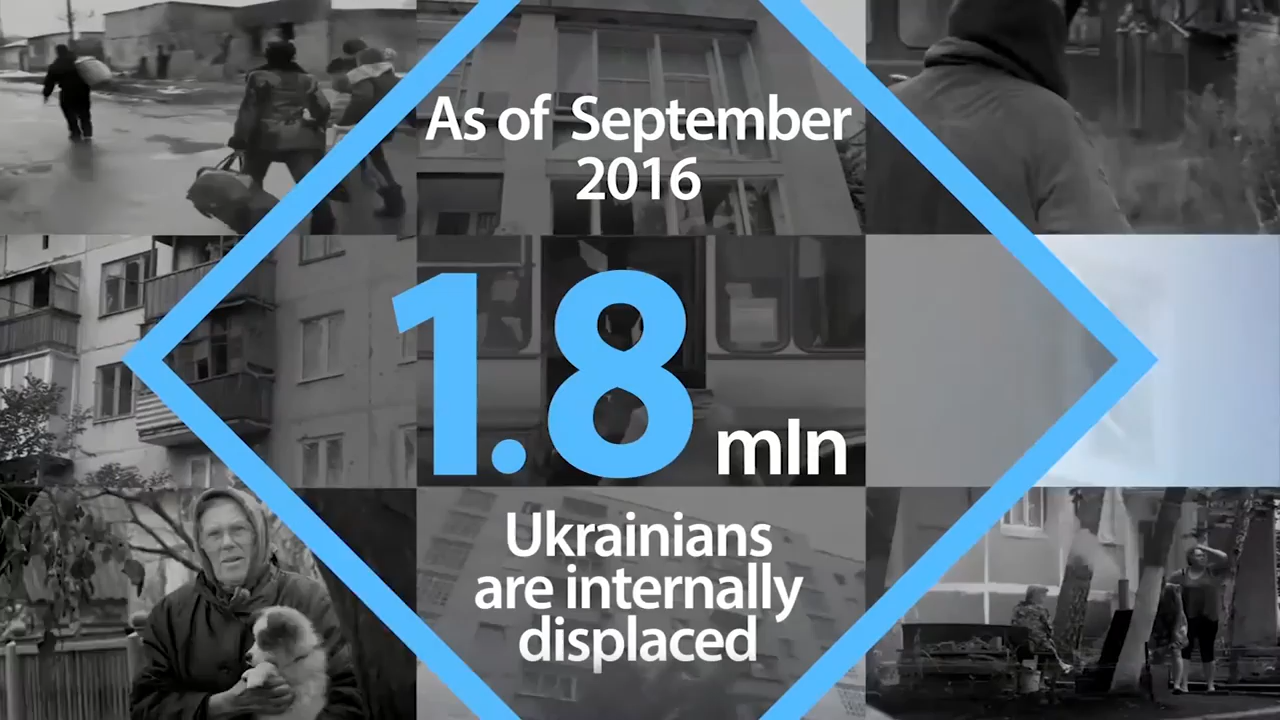 As of September
2016
1.8 mln
Ukrainians
are internally
displaced